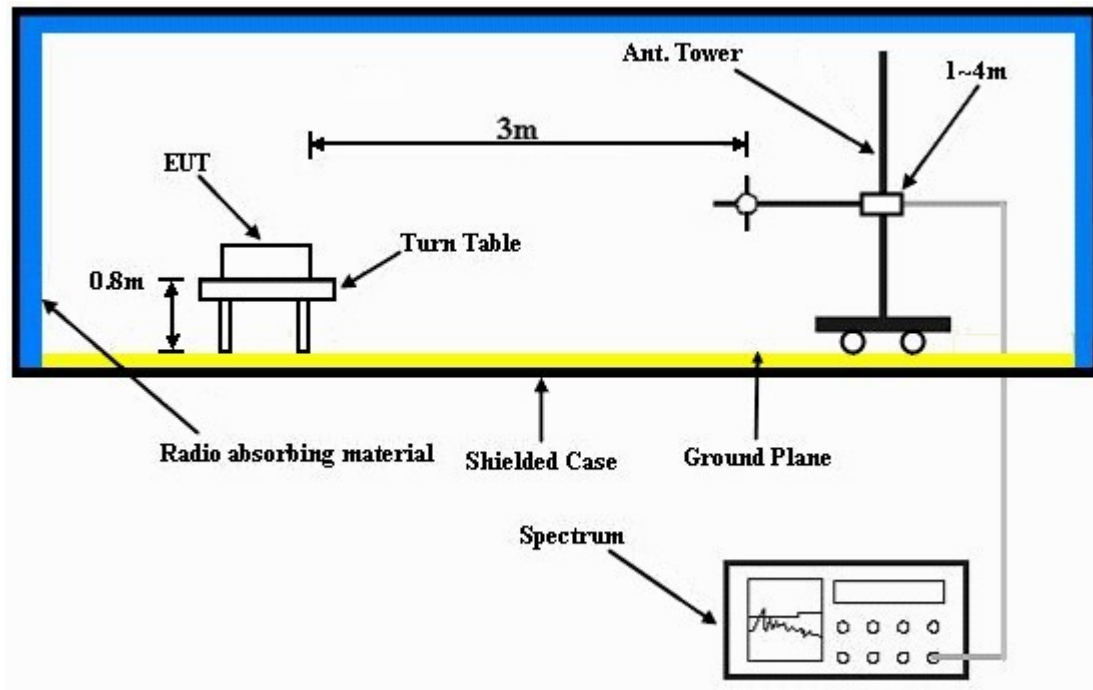 Ant. Tower
1~4m
3m
EUT
Turn Table
0.8m
Radio absorbing material
Shielded Case
Ground Plane
Spectrum